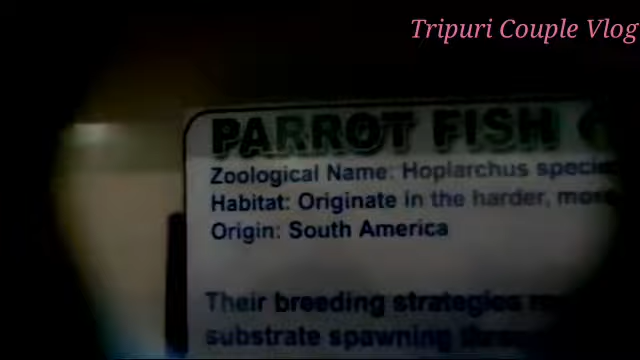 Tripuri Couple Vlog
PARROT FISH
Zoological Name: Hoplarchus
Habitat: Originate in the harder,
Origin: South America
Their breeding strategies
substrate spawning